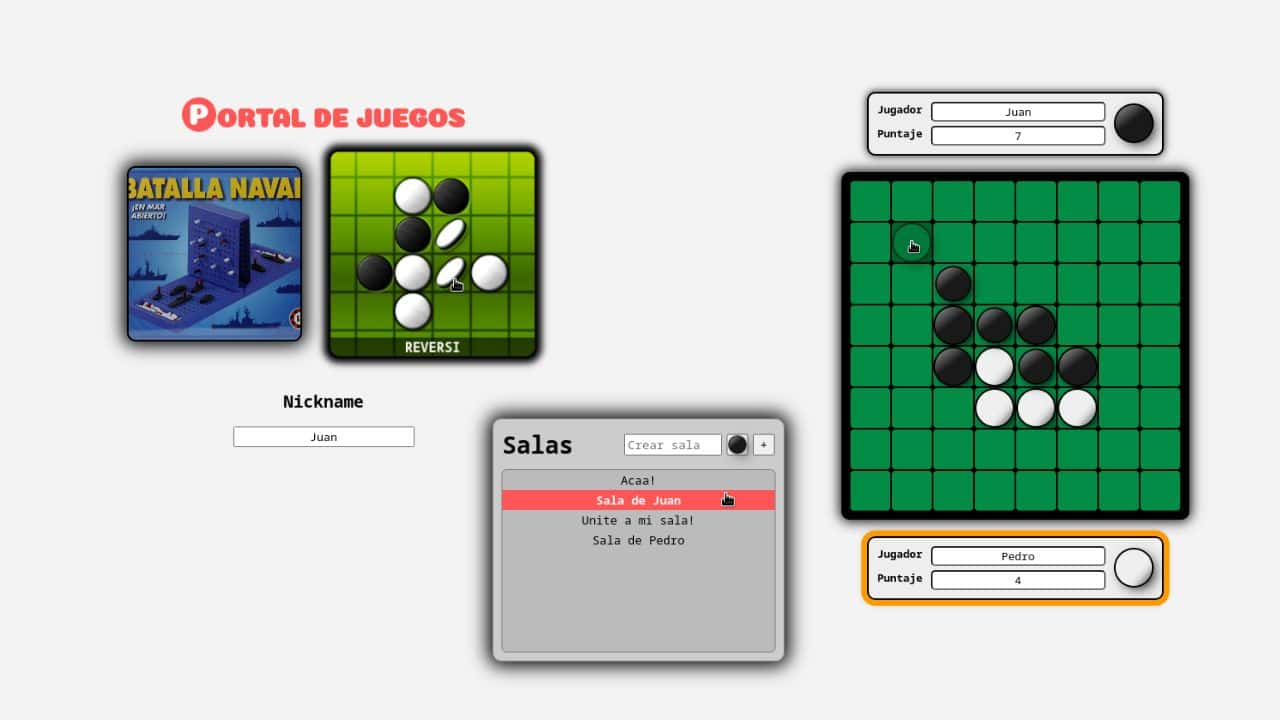 PORTAL DE JUEGOS
BATALLA NAVAL
¡EN MAR
ABIERTO!
REVERSI
Nickname
Juan
Salas
Crear sala
+
Acaa!
Sala de Juan
Unite a mi sala!
Sala de Pedro
Jugador
Juan
Puntaje
7
Jugador
Pedro
Puntaje
4